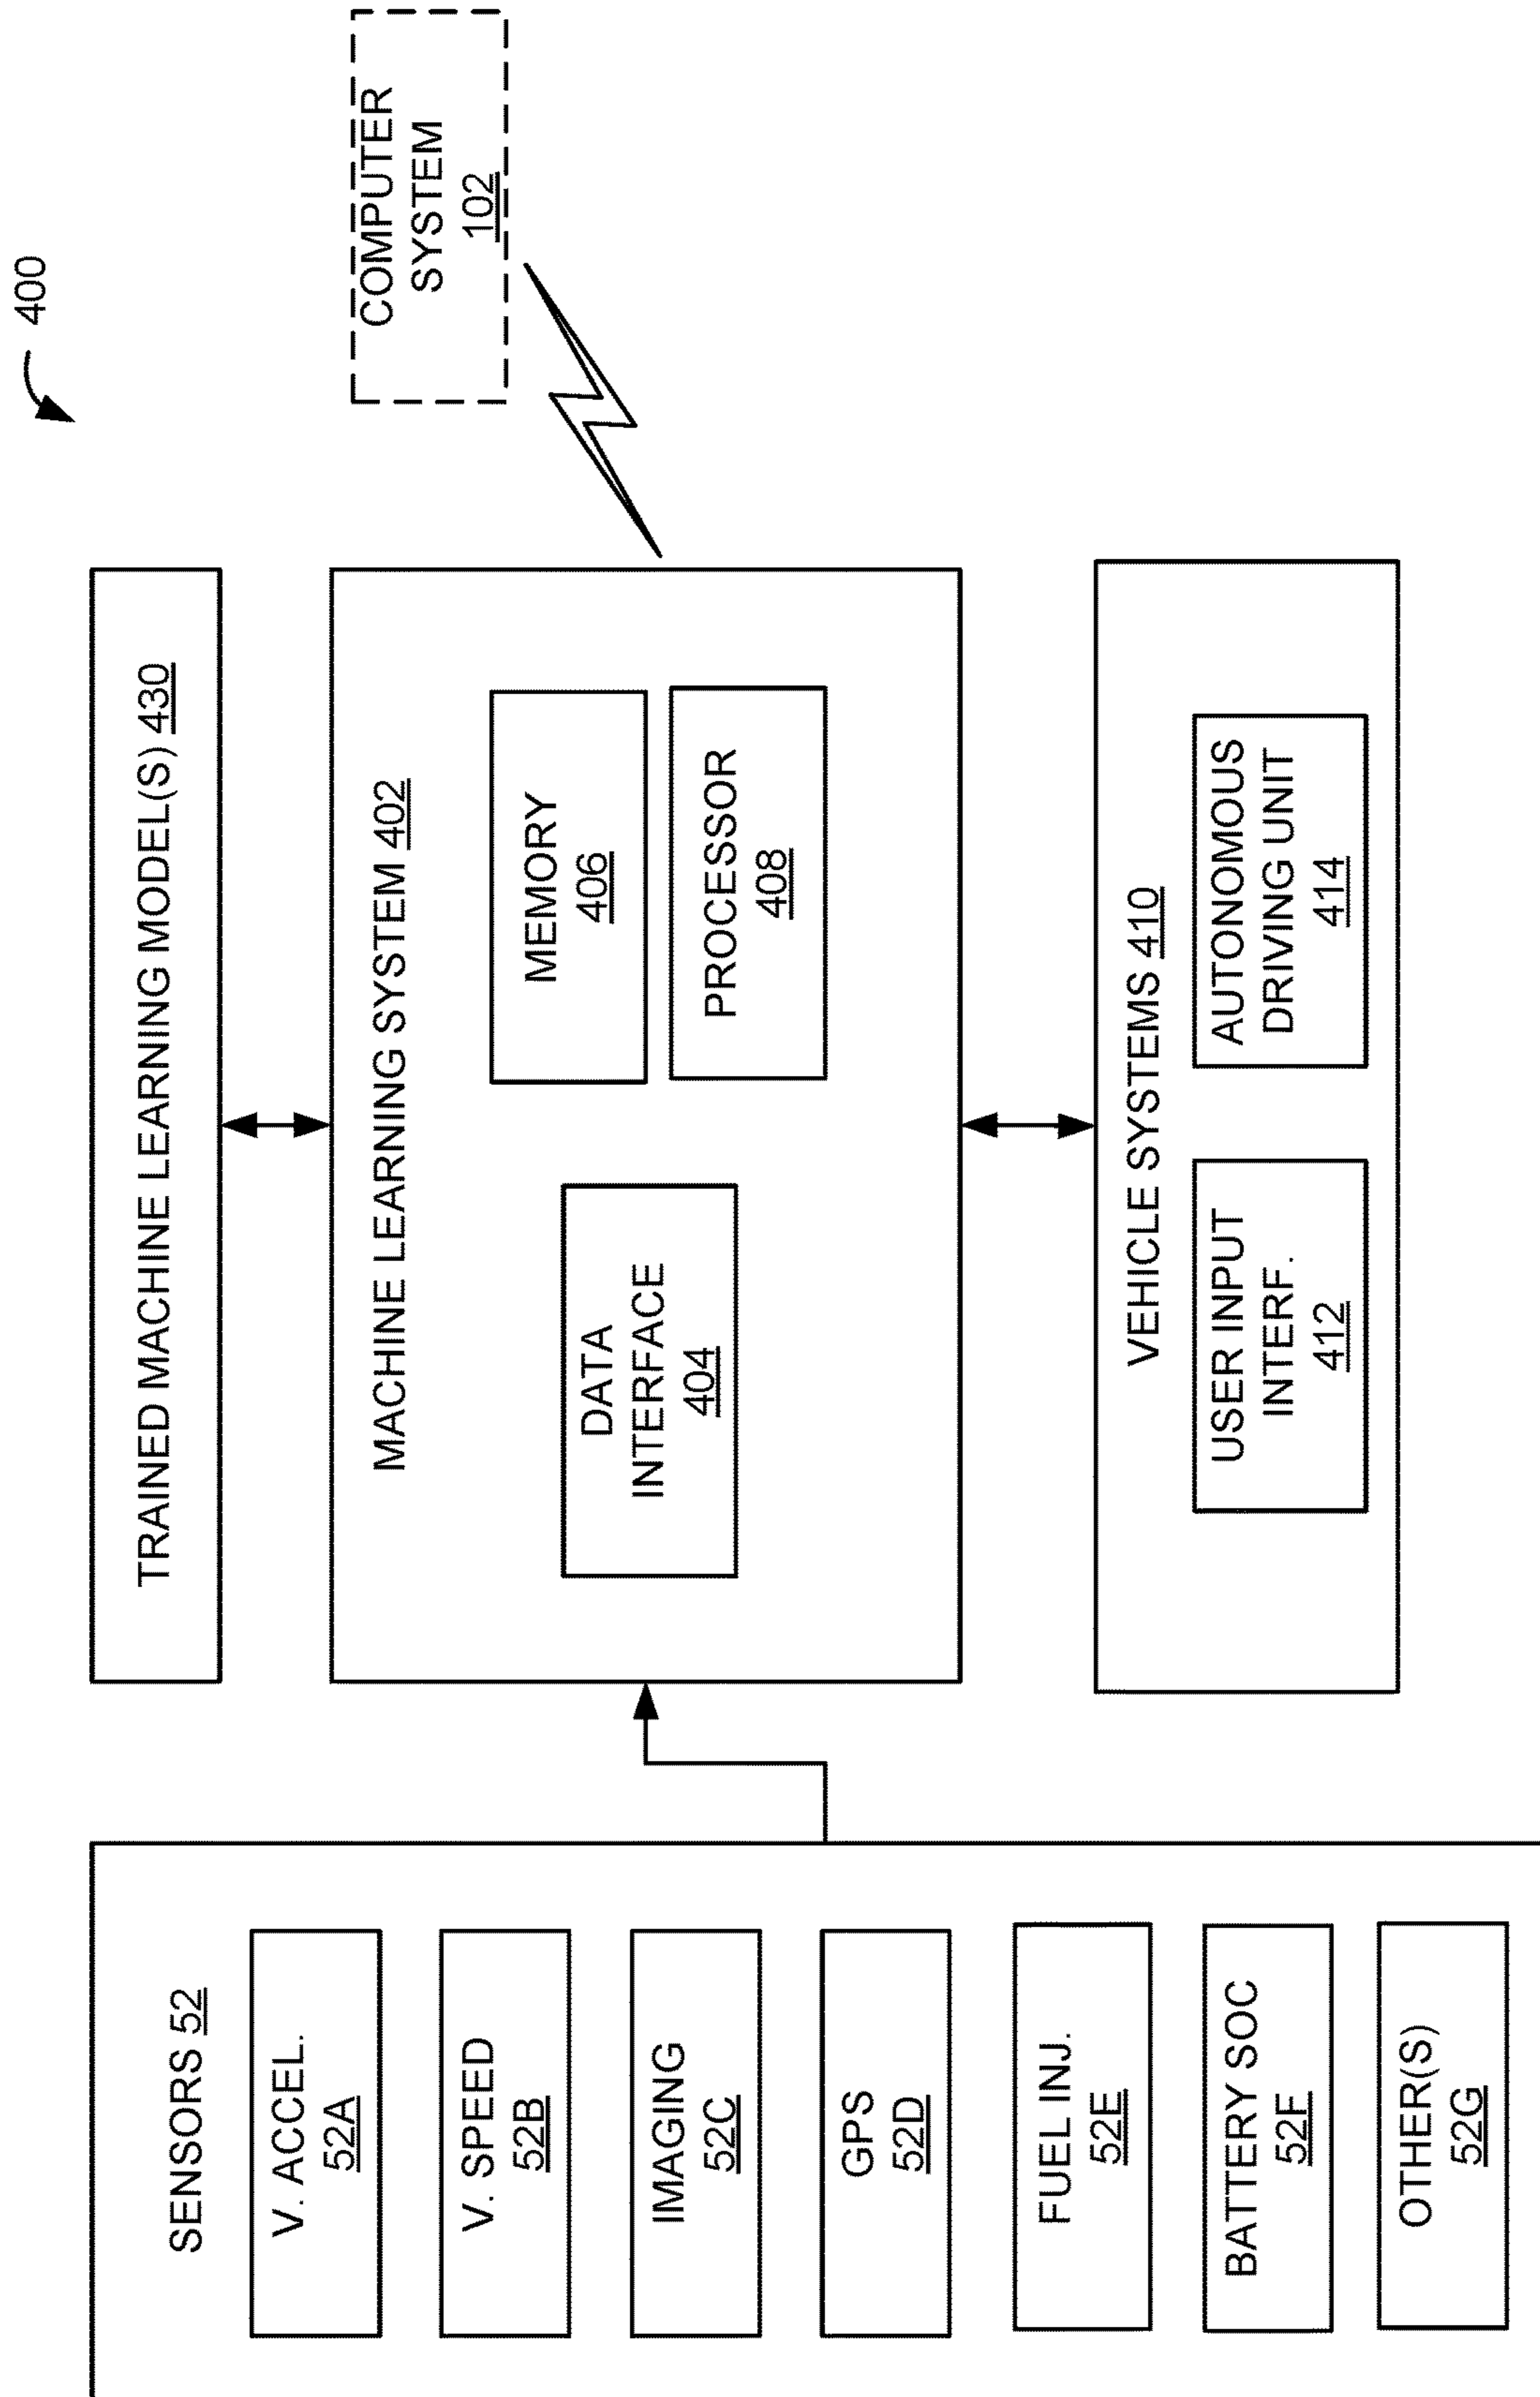 400
SENSORS 52
V. ACCEL.
52A
V. SPEED
52B
IMAGING
52C
GPS
52D
FUEL INJ.
52E
BATTERY SOC
52F
OTHER(S)
52G
TRAINED MACHINE LEARNING MODEL(S) 430
MACHINE LEARNING SYSTEM 402
DATA
INTERFACE
404
MEMORY
406
PROCESSOR
408
VEHICLE SYSTEMS 410
USER INPUT
INTERF.
412
AUTONOMOUS
DRIVING UNIT
414
COMPUTER
SYSTEM
102